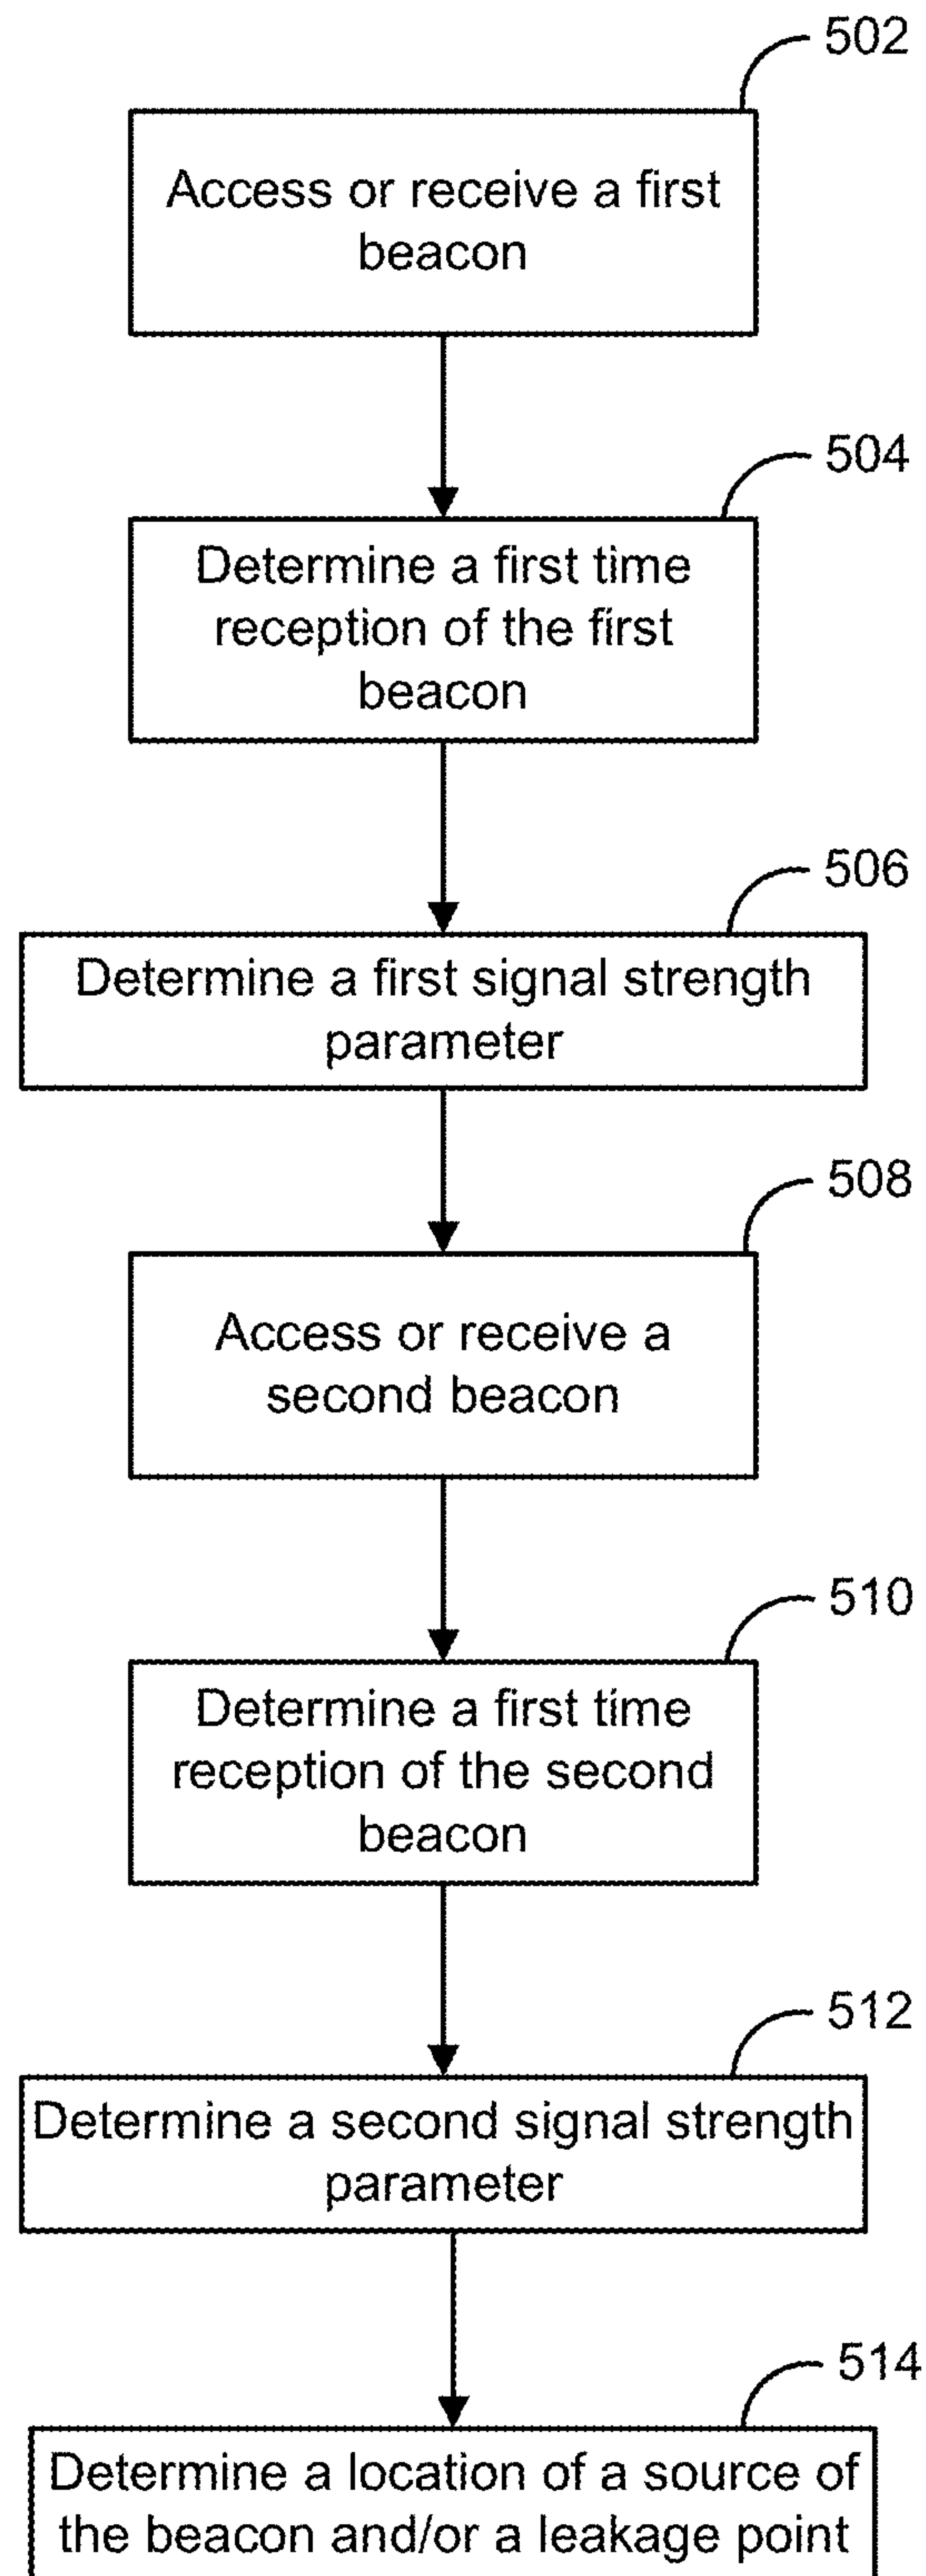 502
Access or receive a first
beacon
504
Determine a first time
reception of the first
beacon
506
Determine a first signal strength
parameter
508
Access or receive a
second beacon
510
Determine a first time
reception of the second
beacon
512
Determine a second signal strength
parameter
514
Determine a location of a source of
the beacon and/or a leakage point